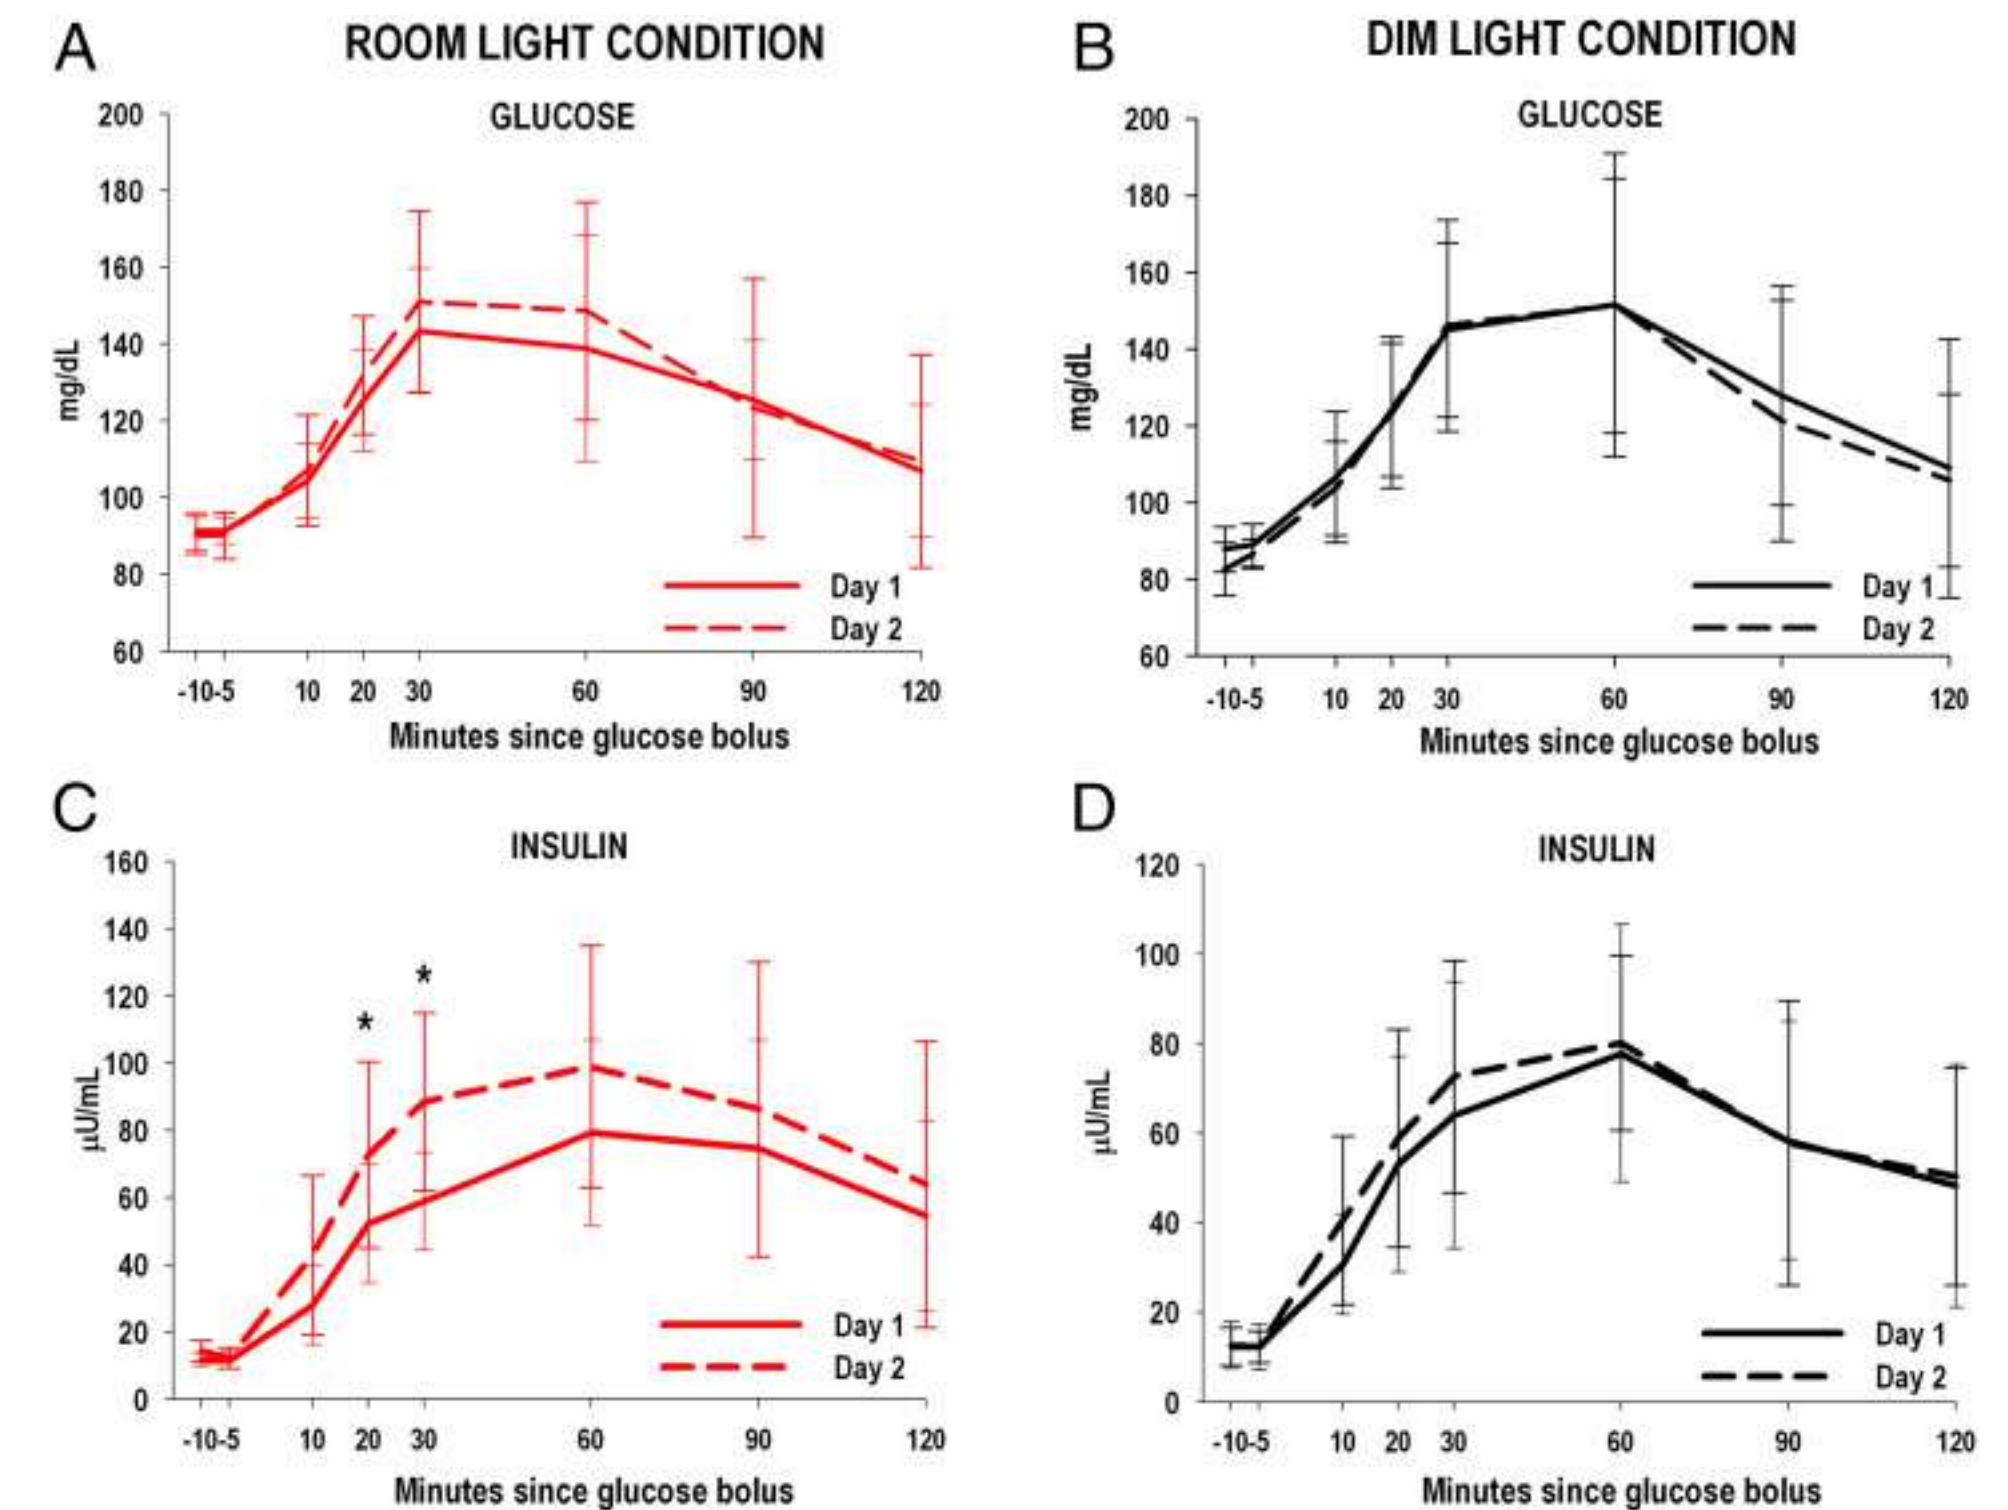 A
ROOM LIGHT CONDITION
GLUCOSE
200
180
160
140
120
100
80
60
mg/dL
Day 1
Day 2
-10-5 10 20 30 60 90 120
Minutes since glucose bolus
B
DIM LIGHT CONDITION
GLUCOSE
200
180
160
140
120
100
80
60
mg/dL
Day 1
Day 2
-10-5 10 20 30 60 90 120
Minutes since glucose bolus
C
INSULIN
160
140
120
100
80
60
40
20
0
µU/mL
*
*
Day 1
Day 2
-10-5 10 20 30 60 90 120
Minutes since glucose bolus
D
INSULIN
120
100
80
60
40
20
0
µU/mL
Day 1
Day 2
-10-5 10 20 30 60 90 120
Minutes since glucose bolus